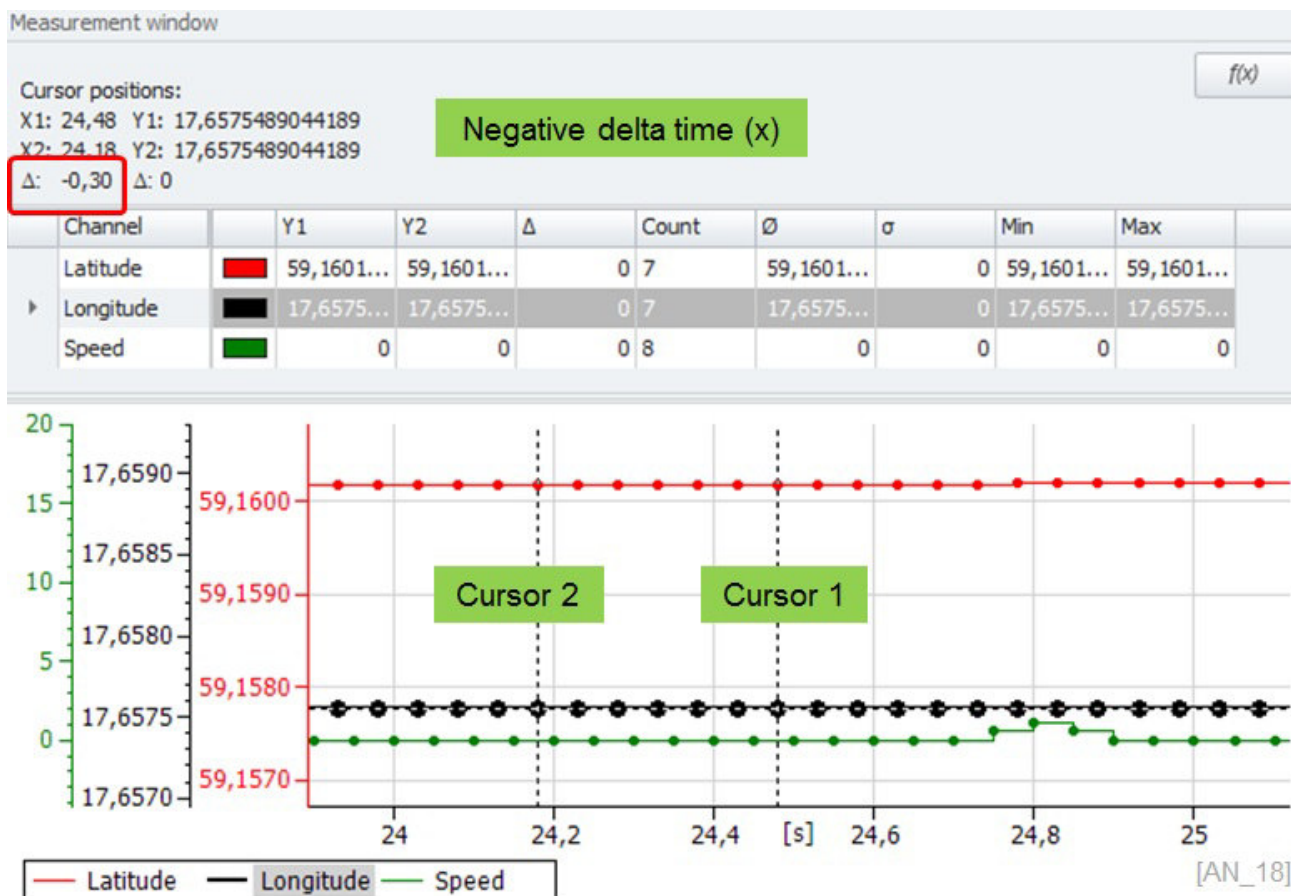 Measurement window
f(x)
Cursor positions:
X1: 24,48 Y1: 17,6575489044189
X2: 24,18 Y2: 17,6575489044189
Δ: -0,30 Δ: 0
Negative delta time (x)
Channel Y1 Y2 Δ Count Ø σ Min Max
Latitude 59,1601... 59,1601... 0 7 59,1601... 0 59,1601... 59,1601...
Longitude 17,6575... 17,6575... 0 7 17,6575... 0 17,6575... 17,6575...
Speed 0 0 0 8 0 0 0 0
20
15
10
5
0
17,6590
17,6585
17,6580
17,6575
17,6570
59,1600
59,1590
59,1580
59,1570
Cursor 2
Cursor 1
24 24,2 24,4 [s] 24,6 24,8 25
Latitude Longitude Speed
[AN_18]